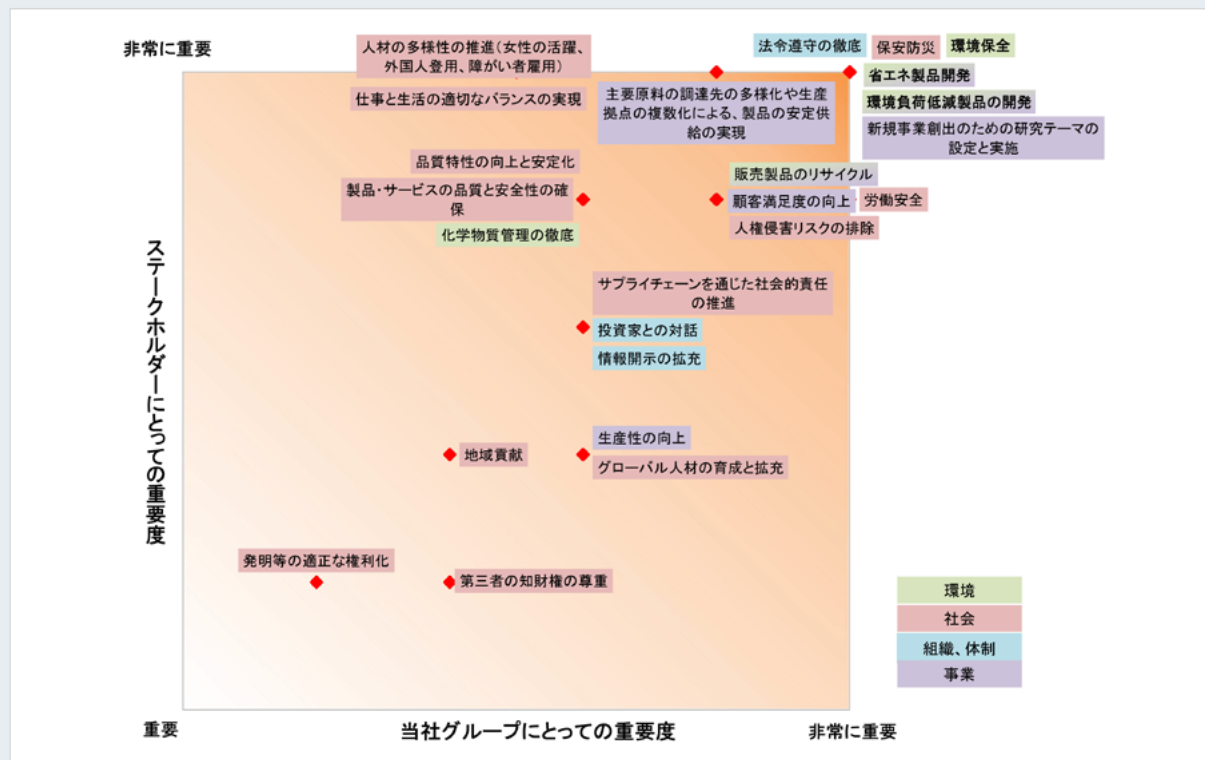 非常に重要
人材の多様性の推進(女性の活躍、
外国人登用、障がい者雇用)
仕事と生活の適切なバランスの実現
主要原料の調達先の多様化や生産
拠点の複数化による、製品の安定供
給の実現
法令遵守の徹底
保安防災
環境保全
省エネ製品開発
環境負荷低減製品の開発
新規事業創出のための研究テーマの
設定と実施
品質特性の向上と安定化
製品・サービスの品質と安全性の確
保
化学物質管理の徹底
販売製品のリサイクル
顧客満足度の向上
労働安全
人権侵害リスクの排除
ステークホルダーにとっての重要度
サプライチェーンを通じた社会的責任
の推進
投資家との対話
情報開示の拡充
地域貢献
生産性の向上
グローバル人材の育成と拡充
発明等の適正な権利化
第三者の知財権の尊重
環境
社会
組織、体制
事業
重要
当社グループにとっての重要度
非常に重要